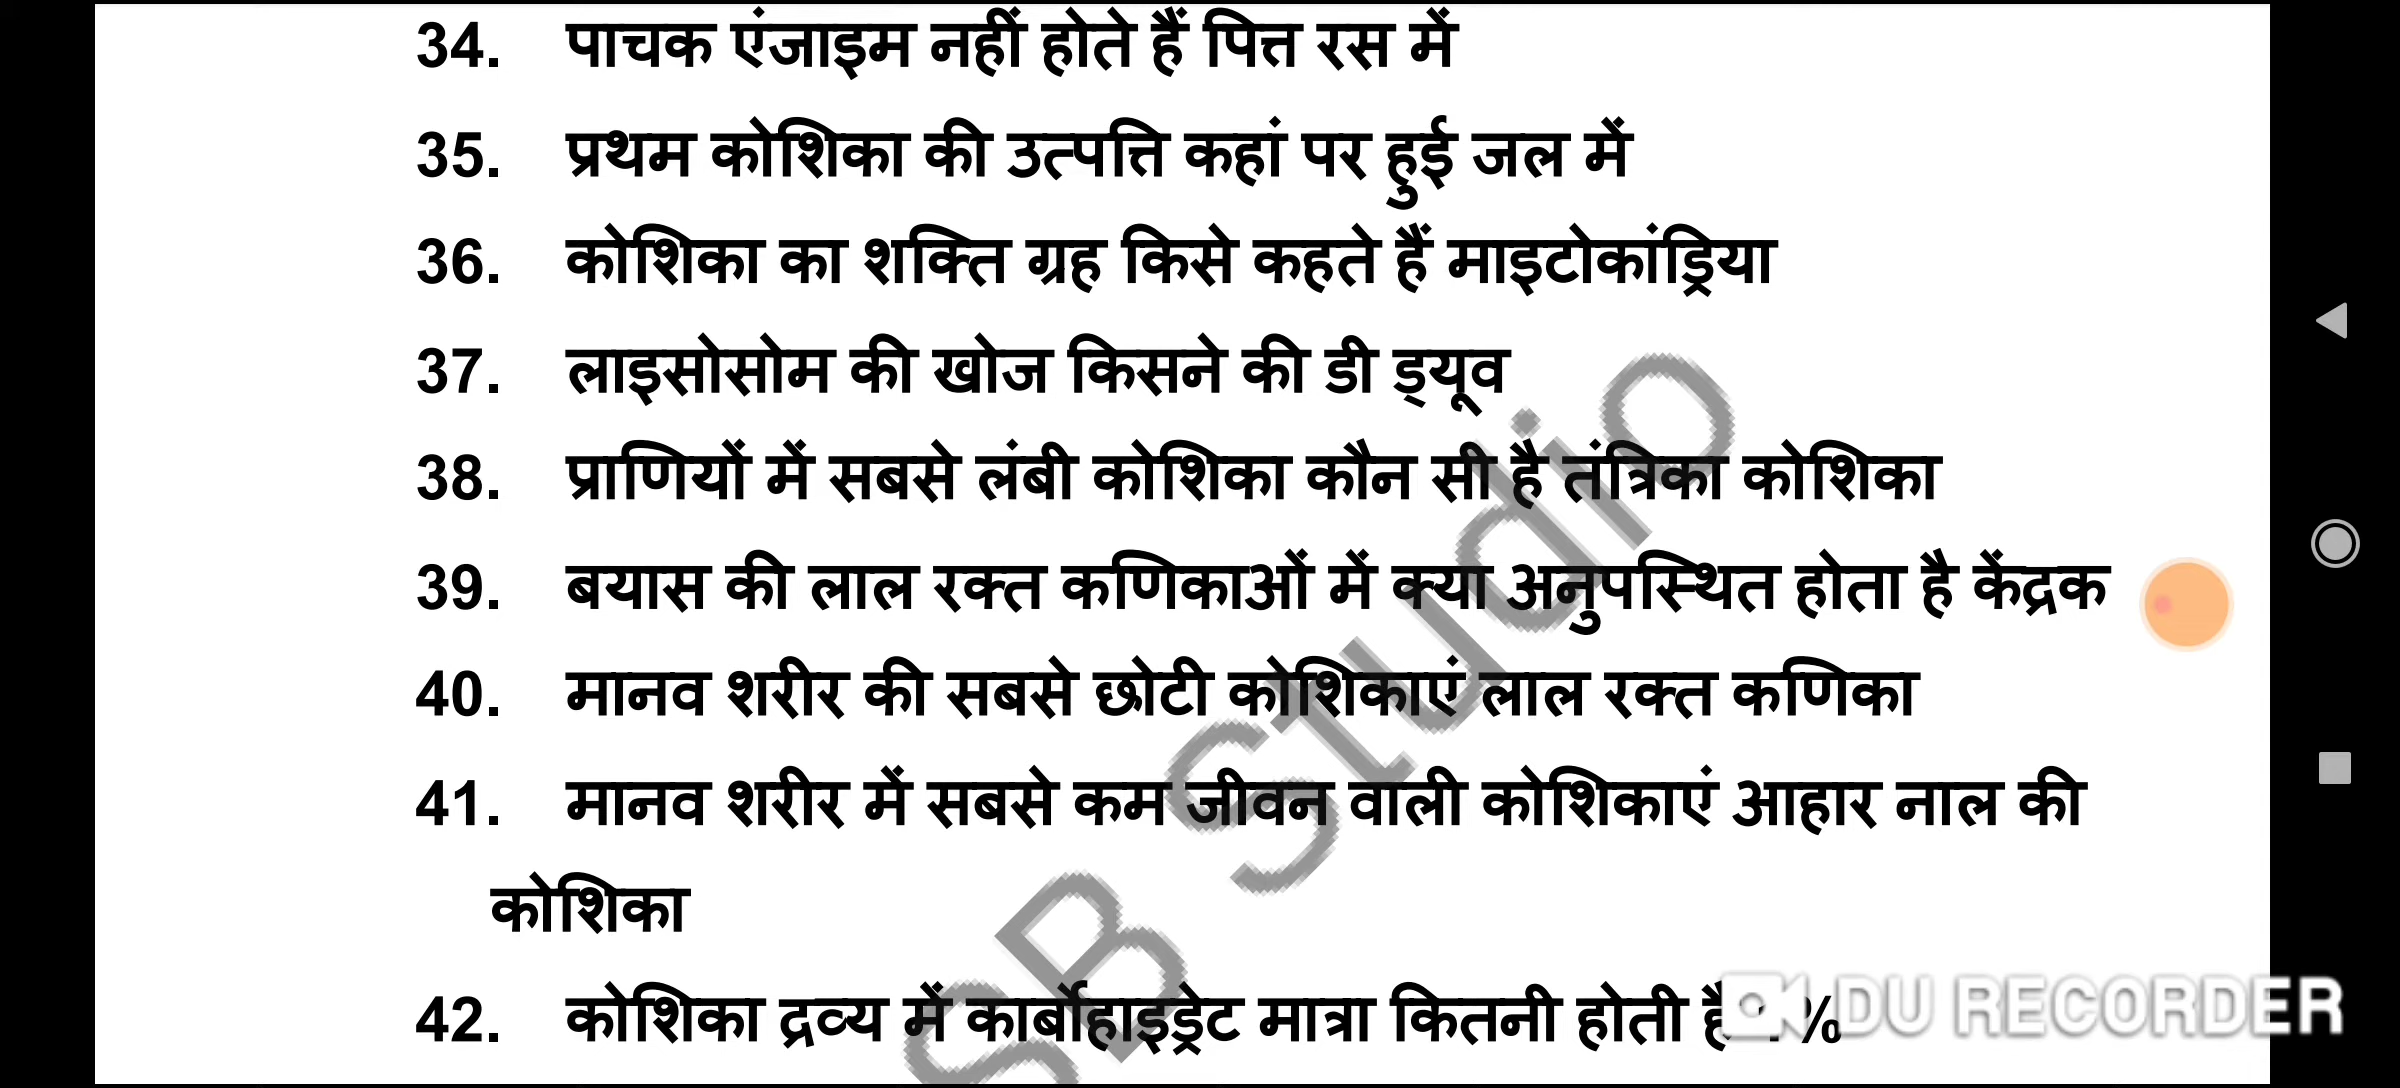 34. पाचक एंजाइम नहीं होते हैं पित्त रस में
35. प्रथम कोशिका की उत्पत्ति कहां पर हुई जल में
36. कोशिका का शक्ति ग्रह किसे कहते हैं माइटोकांड्रिया
37. लाइसोसोम की खोज किसने की डी ड्यूव
38. प्राणियों में सबसे लंबी कोशिका कौन सी है तंत्रिका कोशिका
39. बयास की लाल रक्त कणिकाओं में क्या अनुपस्थित होता है केंद्रक
40. मानव शरीर की सबसे छोटी कोशिकाएं लाल रक्त कणिका
41. मानव शरीर में सबसे कम जीवन वाली कोशिकाएं आहार नाल की
कोशिका
42. कोशिका द्रव्य में कार्बोहाइड्रेट मात्रा कितनी होती है %
SB Studio
DU RECORDER